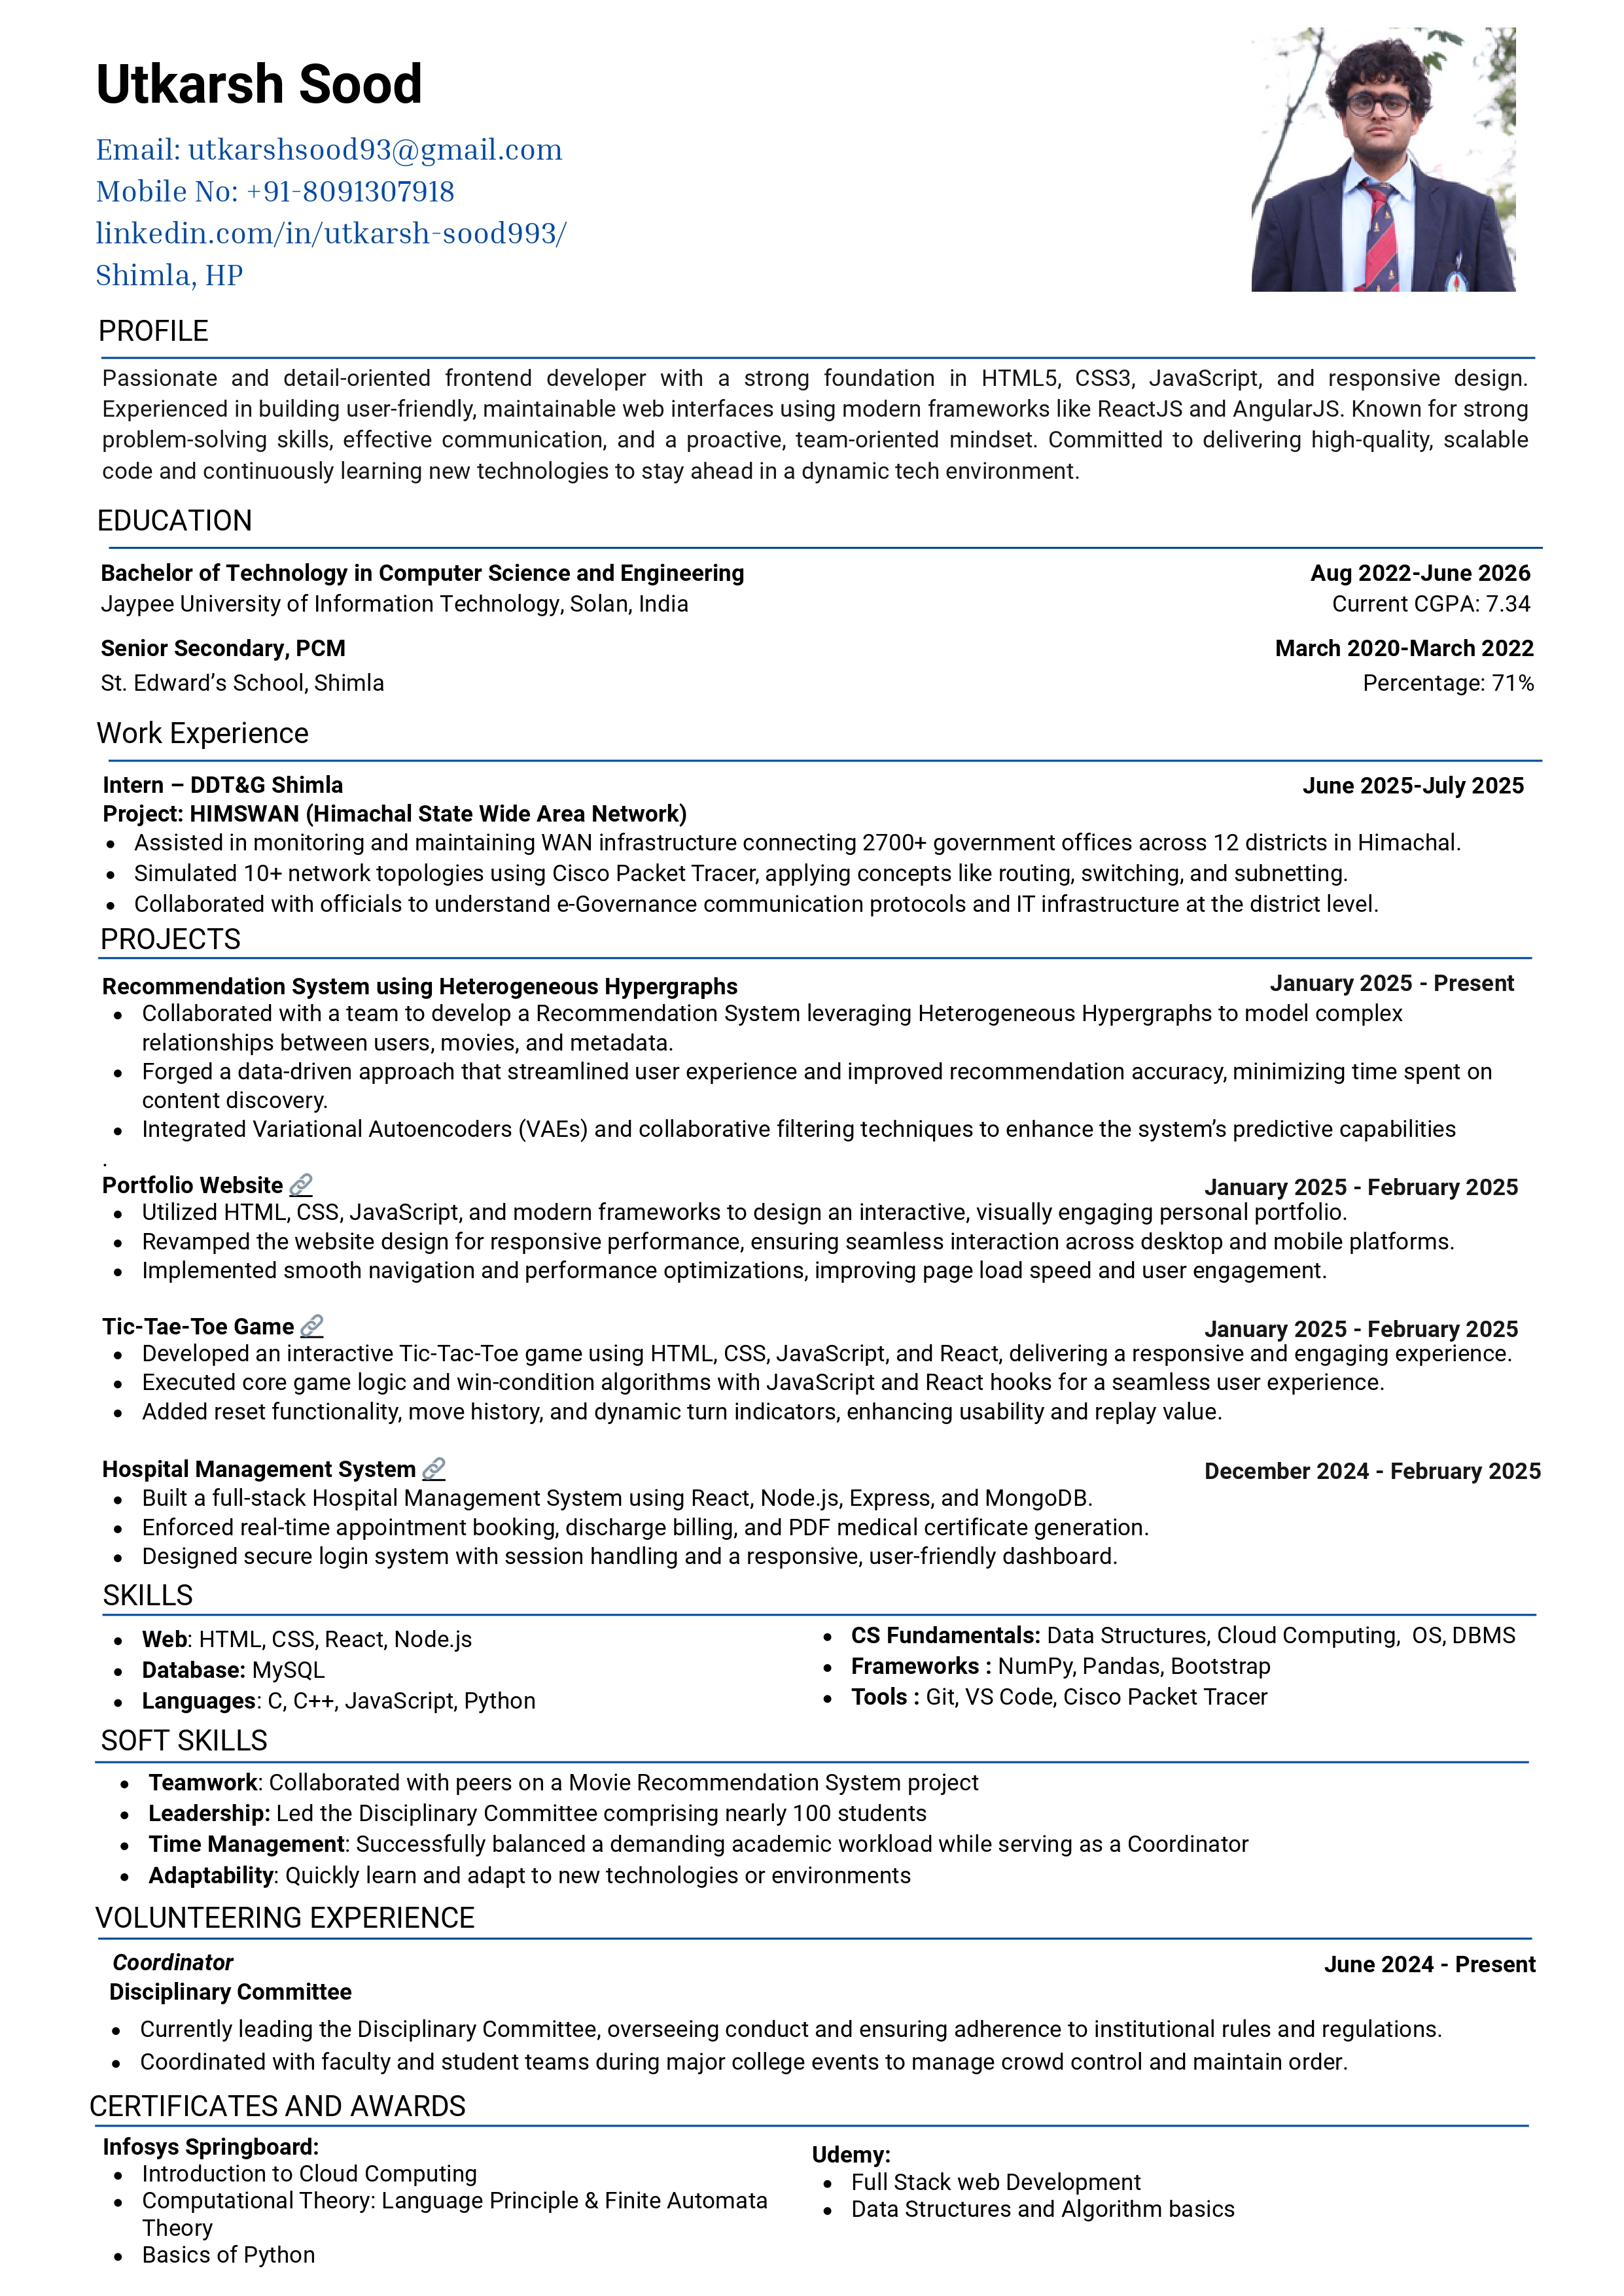 Utkarsh Sood
Email: utkarshsood93@gmail.com
Mobile No: +91-8091307918
linkedin.com/in/utkarsh-sood993/
Shimla, HP
PROFILE
Passionate and detail-oriented frontend developer with a strong foundation in HTML5, CSS3, JavaScript, and responsive design.
Experienced in building user-friendly, maintainable web interfaces using modern frameworks like ReactJS and AngularJS. Known for strong
problem-solving skills, effective communication, and a proactive, team-oriented mindset. Committed to delivering high-quality, scalable
code and continuously learning new technologies to stay ahead in a dynamic tech environment.
EDUCATION
Bachelor of Technology in Computer Science and Engineering Aug 2022-June 2026
Jaypee University of Information Technology, Solan, India Current CGPA: 7.34
Senior Secondary, PCM March 2020-March 2022
St. Edward’s School, Shimla Percentage: 71%
Work Experience
Intern – DDT&G Shimla June 2025-July 2025
Project: HIMSWAN (Himachal State Wide Area Network)
• Assisted in monitoring and maintaining WAN infrastructure connecting 2700+ government offices across 12 districts in Himachal.
• Simulated 10+ network topologies using Cisco Packet Tracer, applying concepts like routing, switching, and subnetting.
• Collaborated with officials to understand e-Governance communication protocols and IT infrastructure at the district level.
PROJECTS
Recommendation System using Heterogeneous Hypergraphs January 2025 - Present
• Collaborated with a team to develop a Recommendation System leveraging Heterogeneous Hypergraphs to model complex
relationships between users, movies, and metadata.
• Forged a data-driven approach that streamlined user experience and improved recommendation accuracy, minimizing time spent on
content discovery.
• Integrated Variational Autoencoders (VAEs) and collaborative filtering techniques to enhance the system’s predictive capabilities
.
Portfolio Website 🔗 January 2025 - February 2025
• Utilized HTML, CSS, JavaScript, and modern frameworks to design an interactive, visually engaging personal portfolio.
• Revamped the website design for responsive performance, ensuring seamless interaction across desktop and mobile platforms.
• Implemented smooth navigation and performance optimizations, improving page load speed and user engagement.
Tic-Tae-Toe Game 🔗 January 2025 - February 2025
• Developed an interactive Tic-Tac-Toe game using HTML, CSS, JavaScript, and React, delivering a responsive and engaging experience.
• Executed core game logic and win-condition algorithms with JavaScript and React hooks for a seamless user experience.
• Added reset functionality, move history, and dynamic turn indicators, enhancing usability and replay value.
Hospital Management System 🔗 December 2024 - February 2025
• Built a full-stack Hospital Management System using React, Node.js, Express, and MongoDB.
• Enforced real-time appointment booking, discharge billing, and PDF medical certificate generation.
• Designed secure login system with session handling and a responsive, user-friendly dashboard.
SKILLS
• Web: HTML, CSS, React, Node.js
• Database: MySQL
• Languages: C, C++, JavaScript, Python
• CS Fundamentals: Data Structures, Cloud Computing, OS, DBMS
• Frameworks : NumPy, Pandas, Bootstrap
• Tools : Git, VS Code, Cisco Packet Tracer
SOFT SKILLS
• Teamwork: Collaborated with peers on a Movie Recommendation System project
• Leadership: Led the Disciplinary Committee comprising nearly 100 students
• Time Management: Successfully balanced a demanding academic workload while serving as a Coordinator
• Adaptability: Quickly learn and adapt to new technologies or environments
VOLUNTEERING EXPERIENCE
Coordinator June 2024 - Present
Disciplinary Committee
• Currently leading the Disciplinary Committee, overseeing conduct and ensuring adherence to institutional rules and regulations.
• Coordinated with faculty and student teams during major college events to manage crowd control and maintain order.
CERTIFICATES AND AWARDS
Infosys Springboard:
• Introduction to Cloud Computing
• Computational Theory: Language Principle & Finite Automata
Theory
• Basics of Python
Udemy:
• Full Stack web Development
• Data Structures and Algorithm basics